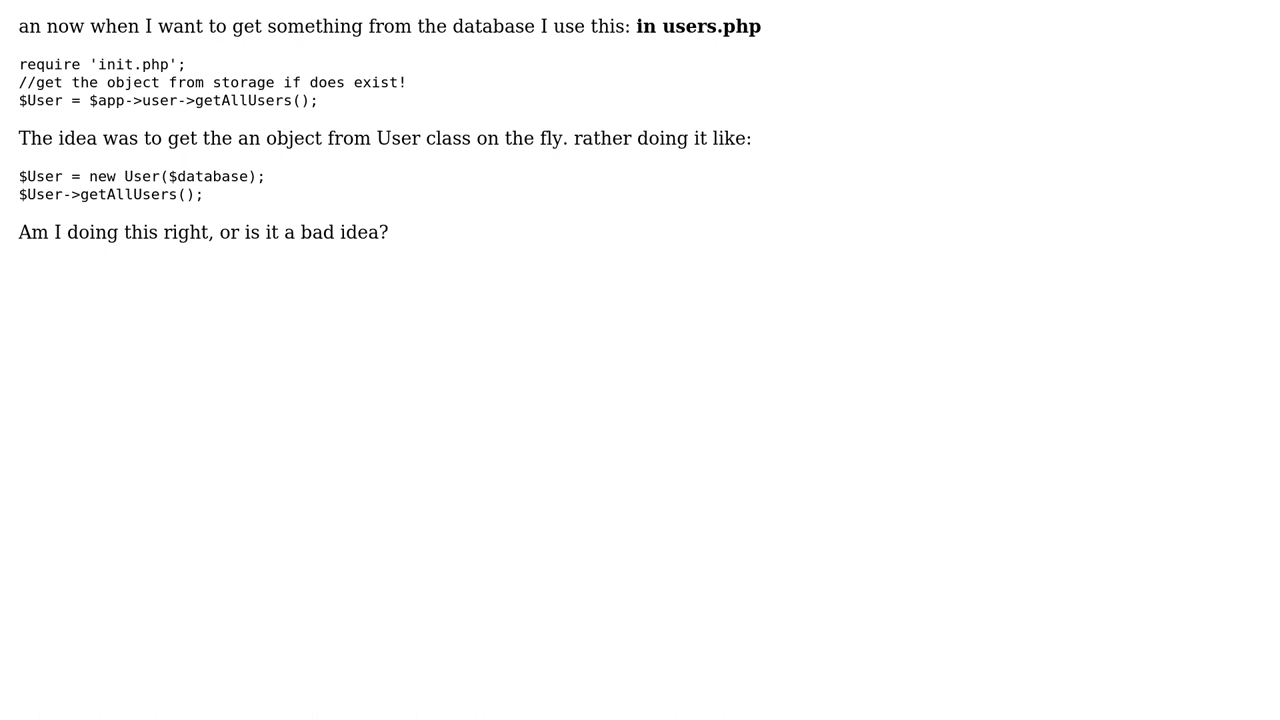 an now when I want to get something from the database I use this: in users.php
require 'init.php';
//get the object from storage if does exist!
$User = $app->user->getAllUsers();
The idea was to get the an object from User class on the fly. rather doing it like:
$User = new User($database);
$User->getAllUsers();
Am I doing this right, or is it a bad idea?